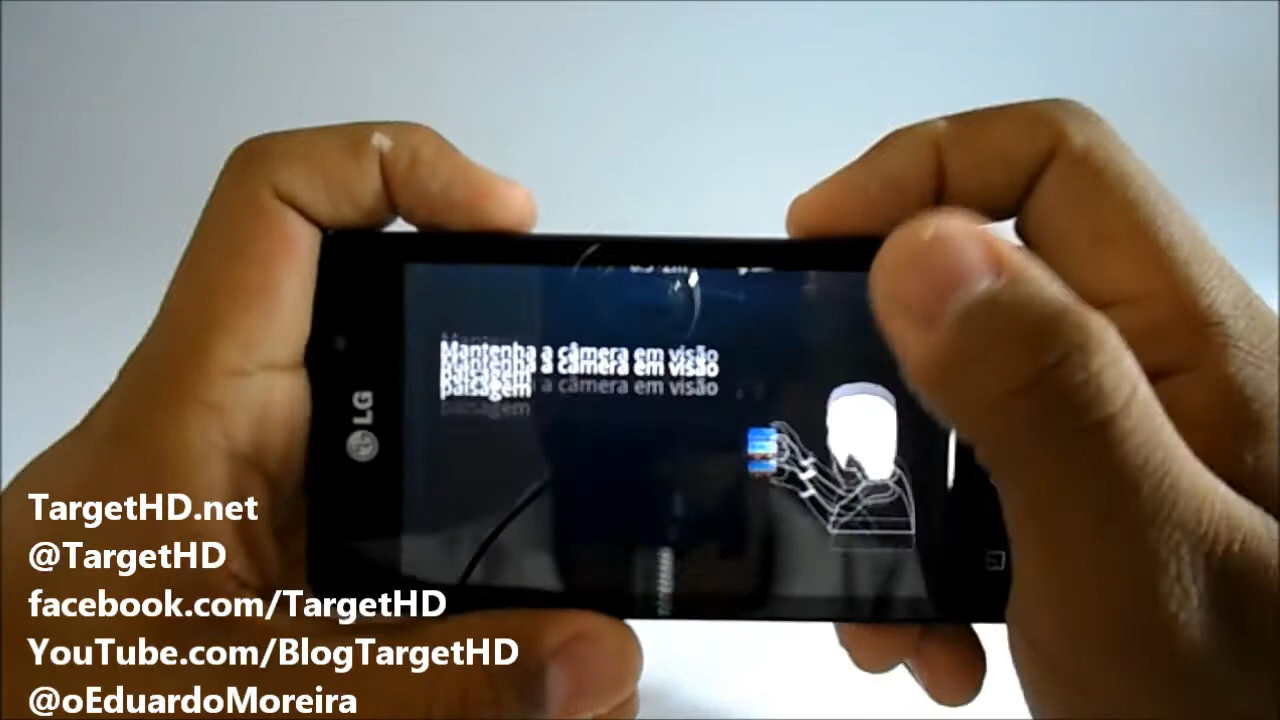 Mantenha a câmera em visão
paisagem
LG
TargetHD.net
@TargetHD
facebook.com/TargetHD
YouTube.com/BlogTargetHD
@oEduardoMoreira